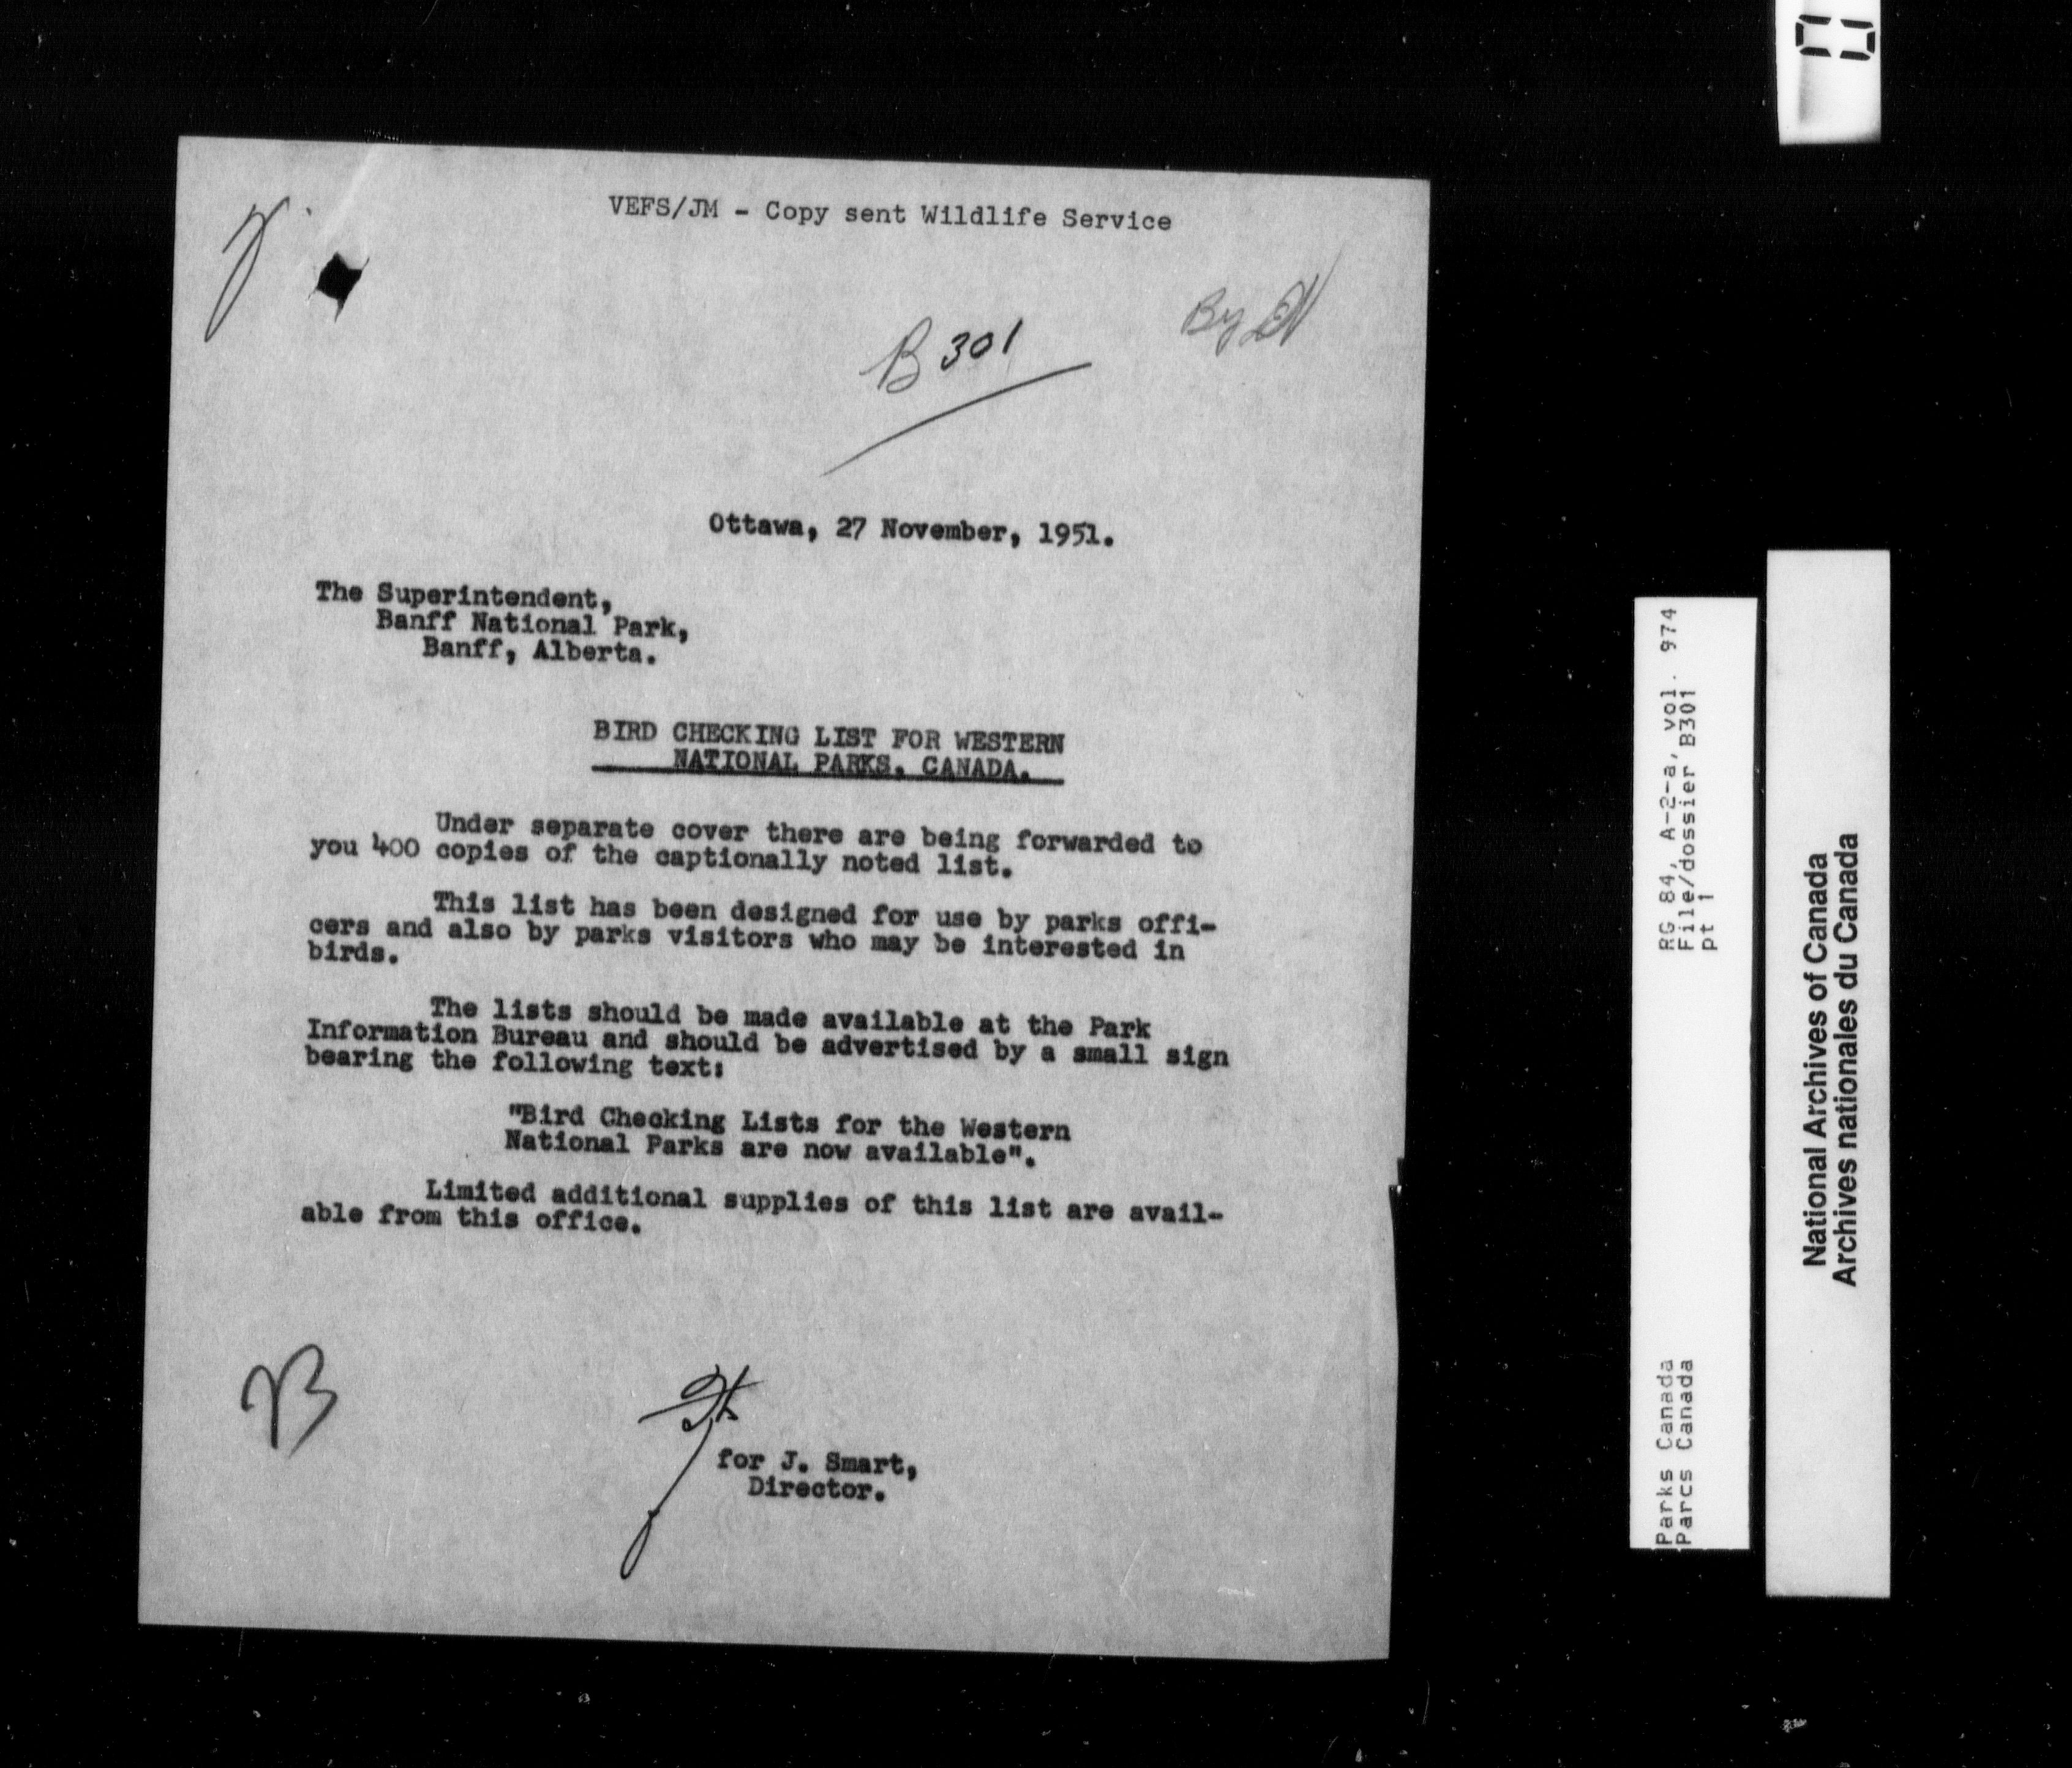 VEFS/JM - Copy sent Wildlife Service
B 301
Ottawa, 27 November, 1951.
The Superintendent,
Banff National Park,
Banff, Alberta.
BIRD CHECKING LIST FOR WESTERN
NATIONAL PARKS, CANADA.
Under separate cover there are being forwarded to
you 400 copies of the captionally noted list.
This list has been designed for use by parks offi-
cers and also by parks visitors who may be interested in
birds.
The lists should be made available at the Park
Information Bureau and should be advertised by a small sign
bearing the following text:
"Bird Checking Lists for the Western
National Parks are now available".
Limited additional supplies of this list are avail-
able from this office.
for J. Smart,
Director.
RG 84, A-2-a, vol. 974
File/dossier B301
pt 1
Parks Canada
Parcs Canada
National Archives of Canada
Archives nationales du Canada